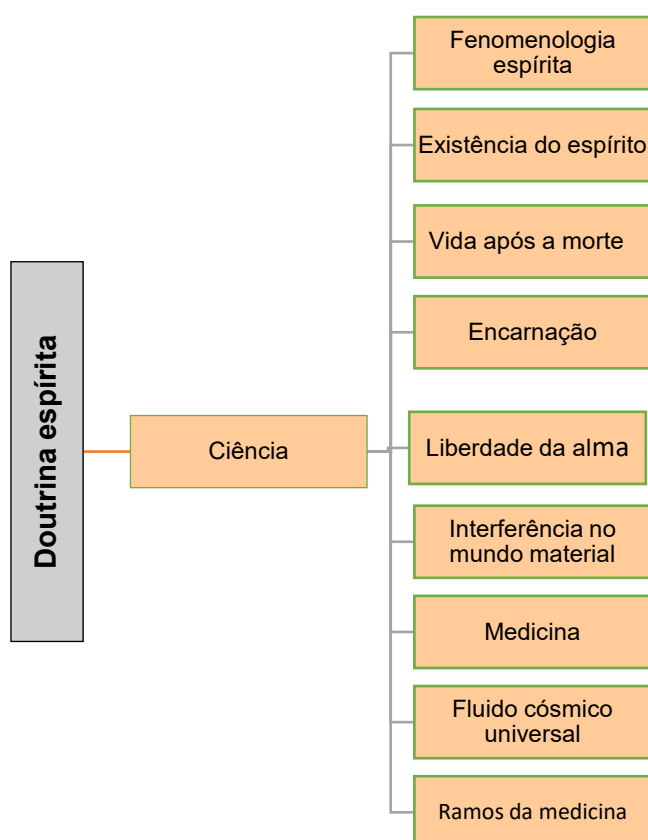 Doutrina espírita
Ciência
Fenomenologia
espírita
Existência do espírito
Vida após a morte
Encarnação
Liberdade da alma
Interferência no
mundo material
Medicina
Fluido cósmico
universal
Ramos da medicina